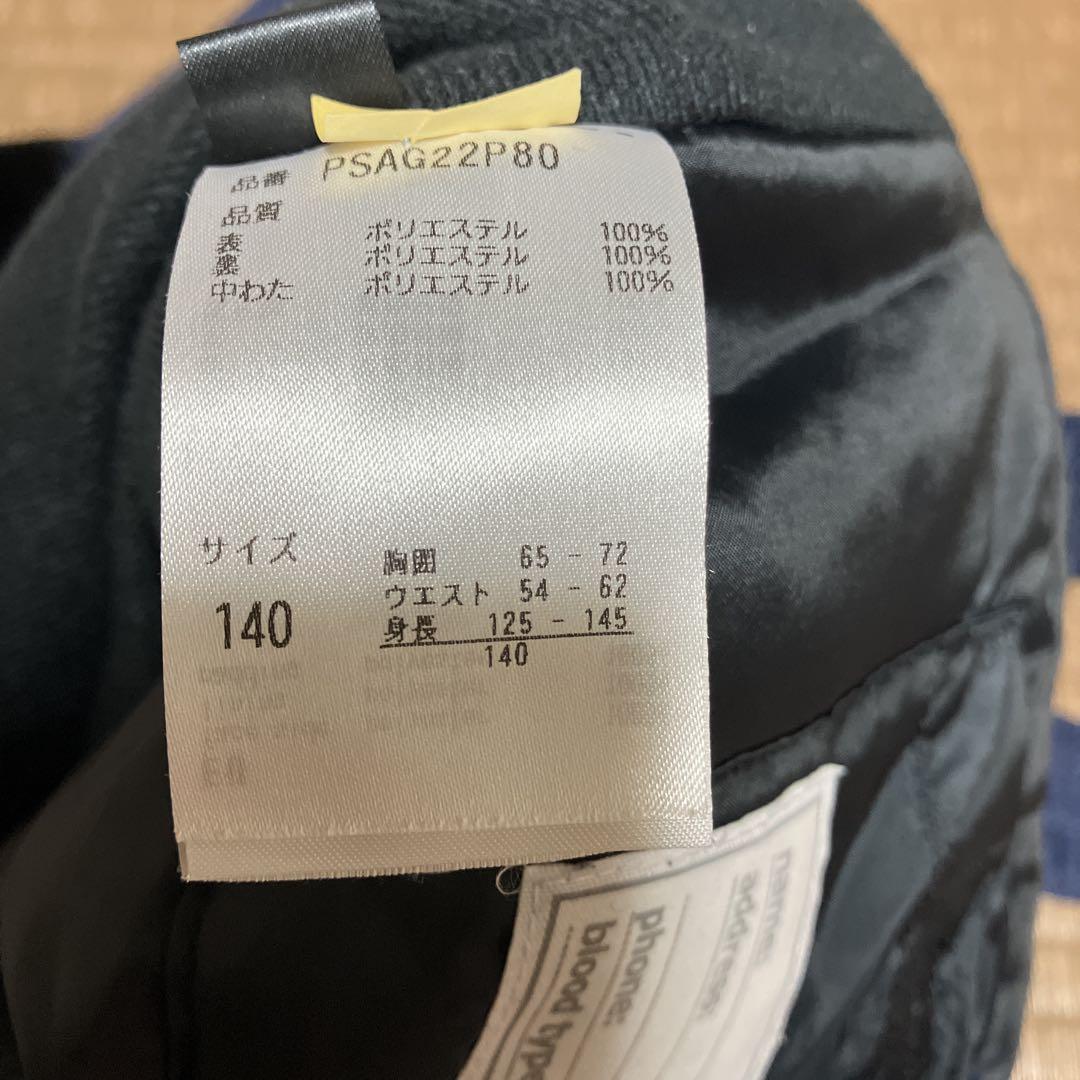 品番 PSAG22P80
品質
表 ポリエステル 100%
裏 ポリエステル 100%
中わた ポリエステル 100%
サイズ
140
胸囲 65 - 72
ウエスト 54 - 62
身長 125 - 145
140
name:
address:
phone:
blood type